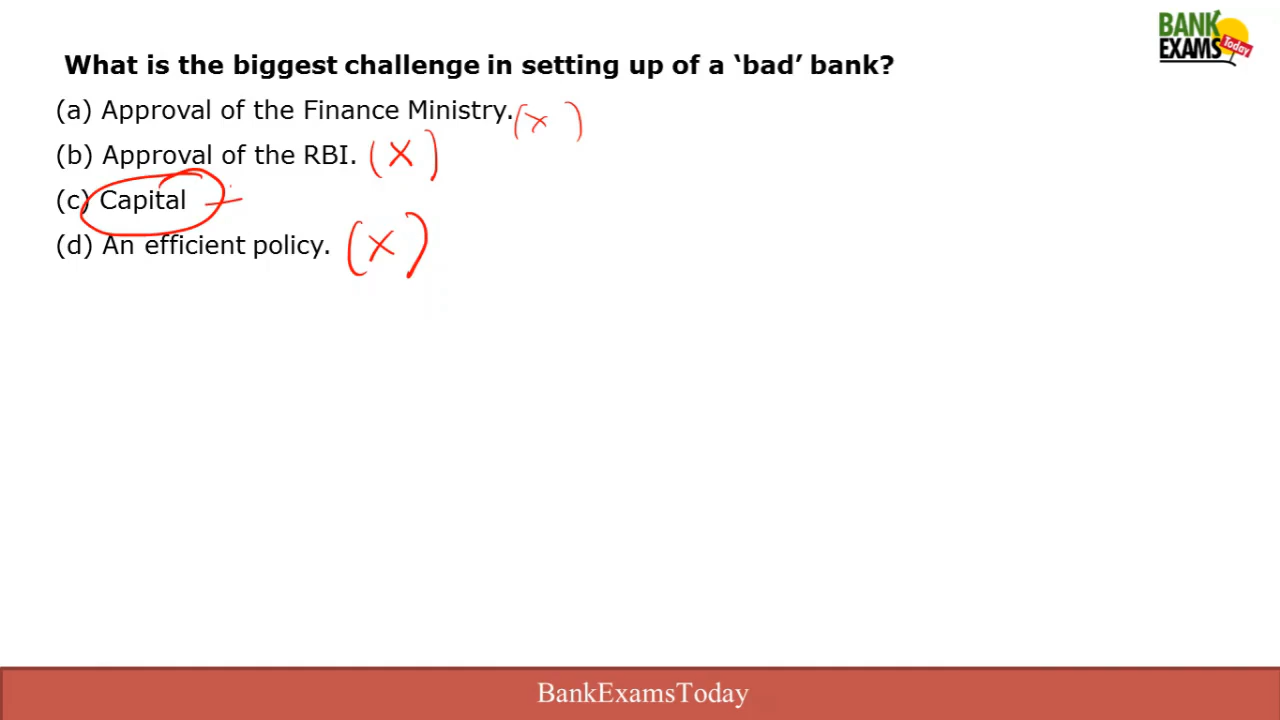 BANK
EXAMS Today
What is the biggest challenge in setting up of a ‘bad’ bank?
(a) Approval of the Finance Ministry. (x)
(b) Approval of the RBI. (x)
(c) Capital
(d) An efficient policy. (x)
BankExamsToday